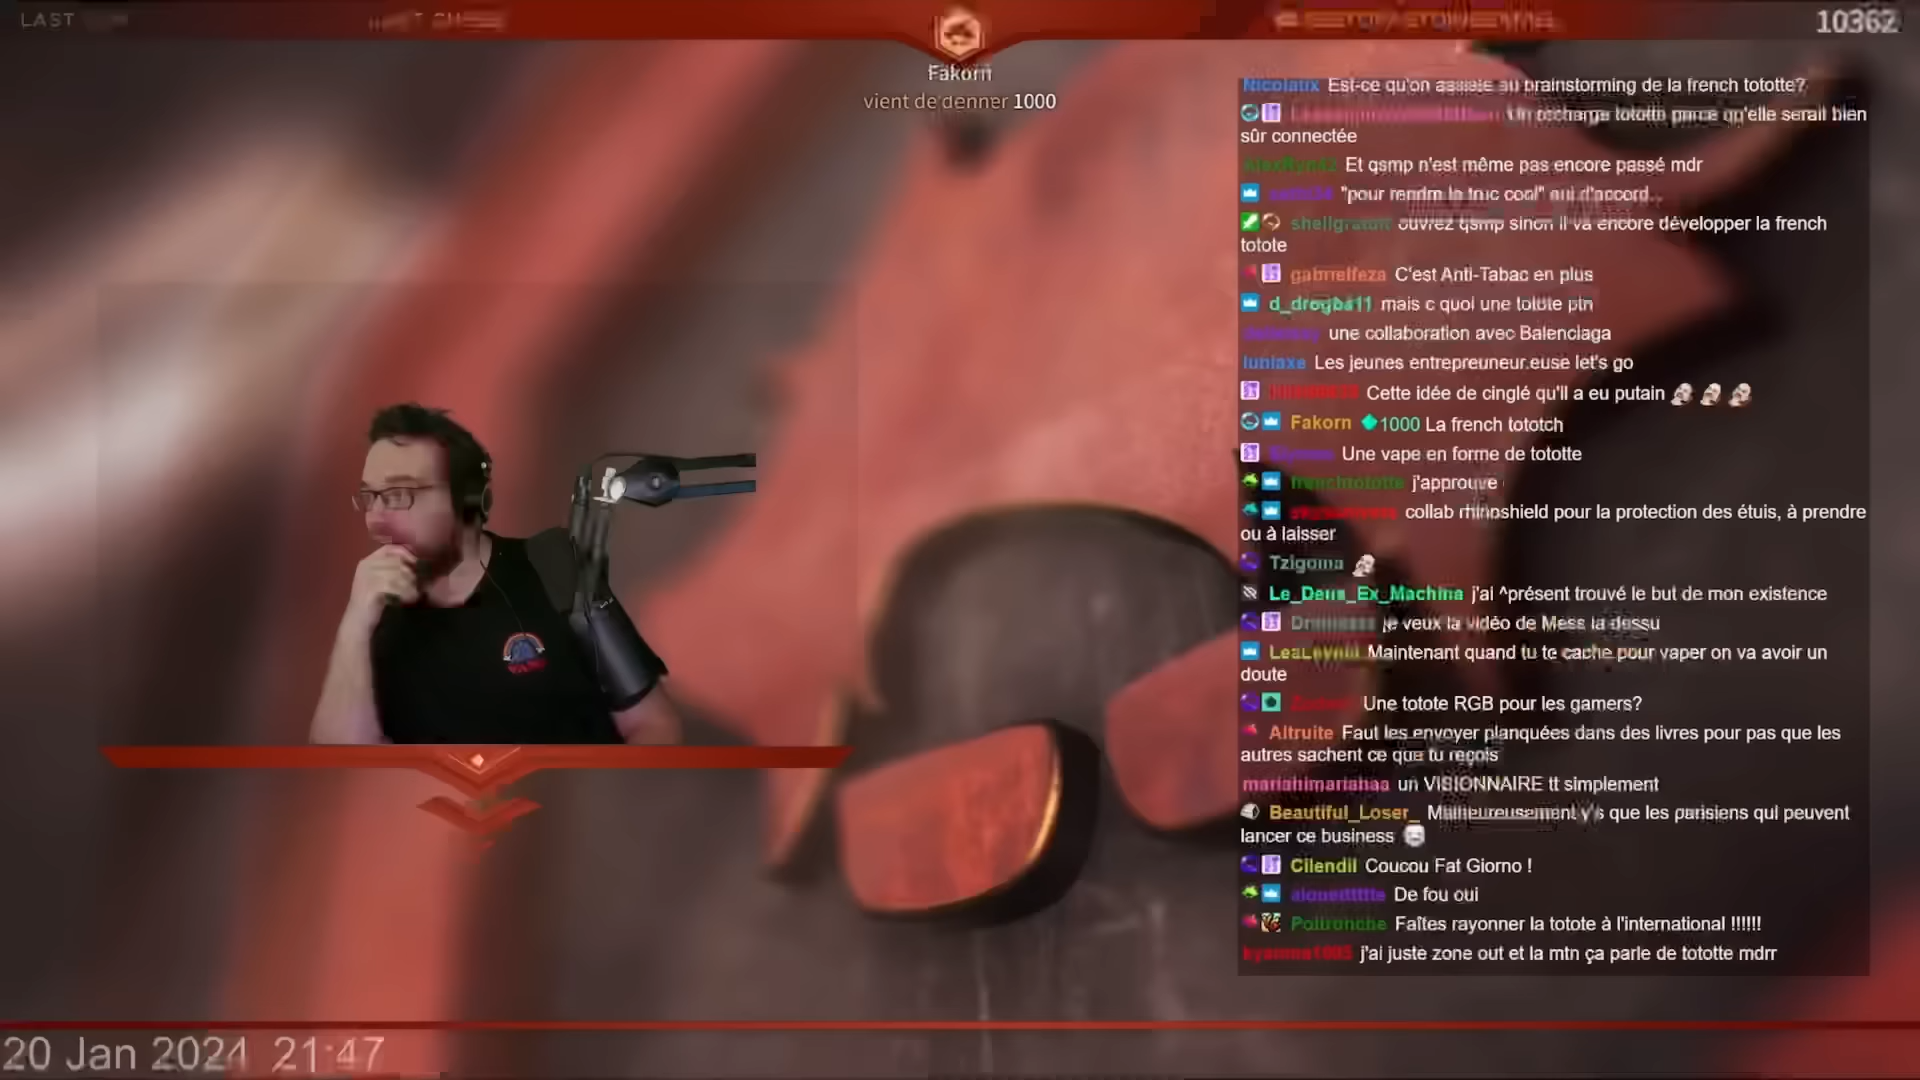 LAST
10362
Fakorn
vient de donner 1000
Nicolaux Est-ce qu'on assiste au brainstorming de la french tototte?
Un recharge tototte parce qu'elle serait bien
sûr connectée
Et qsmp n'est même pas encore passé mdr
"pour rendre le truc cool" oui d'accord..
shellgratuit ouvrez qsmp sinon il va encore développer la french
totote
gabrrielfeza C'est Anti-Tabac en plus
d_drogba11 mais c quoi une totote ptn
une collaboration avec Balenciaga
luniaxe Les jeunes entrepreneur.euse let's go
Cette idée de cinglé qu'il a eu putain
Fakorn 1000 La french tototch
Une vape en forme de tototte
frenchtototte j'approuve
collab rhinoshield pour la protection des étuis, à prendre
ou à laisser
Tzigoma
Le_Deus_Ex_Machina j'ai ^présent trouvé le but de mon existence
je veux la vidéo de Mess la dessu
Maintenant quand tu te cache pour vaper on va avoir un
doute
Une totote RGB pour les gamers?
Altruite Faut les envoyer planquées dans des livres pour pas que les
autres sachent ce que tu reçois
mariahimariahaa un VISIONNAIRE tt simplement
Beautiful_Loser_ Malheureusement y's que les parisiens qui peuvent
lancer ce business
Cilendil Coucou Fat Giorno !
De fou oui
Poltronche Faîtes rayonner la totote à l'international !!!!!!
j'ai juste zone out et la mtn ça parle de tototte mdrr
20 Jan 2024 21:47